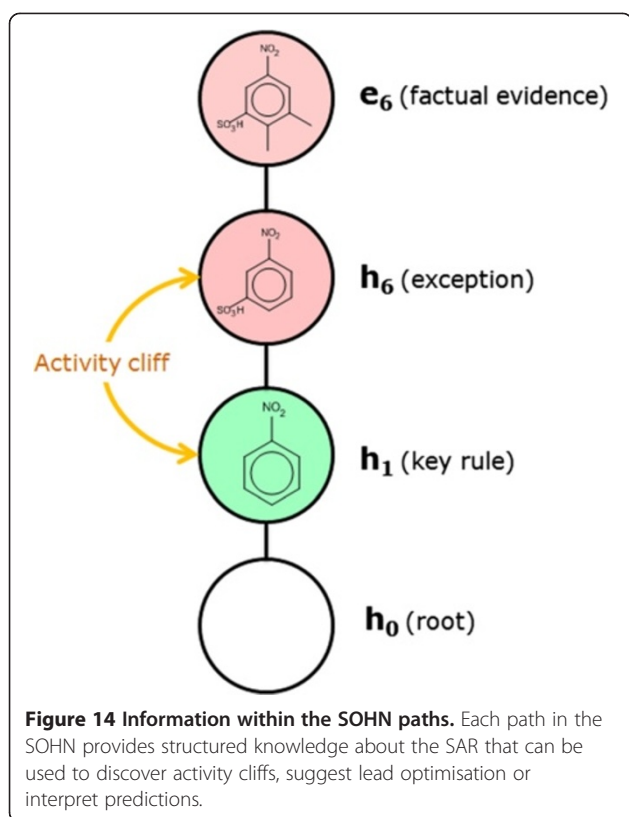 NO2
SO3H
e6 (factual evidence)
NO2
SO3H
h6 (exception)
Activity cliff
NO2
h1 (key rule)
h0 (root)
Figure 14 Information within the SOHN paths. Each path in the
SOHN provides structured knowledge about the SAR that can be
used to discover activity cliffs, suggest lead optimisation or
interpret predictions.